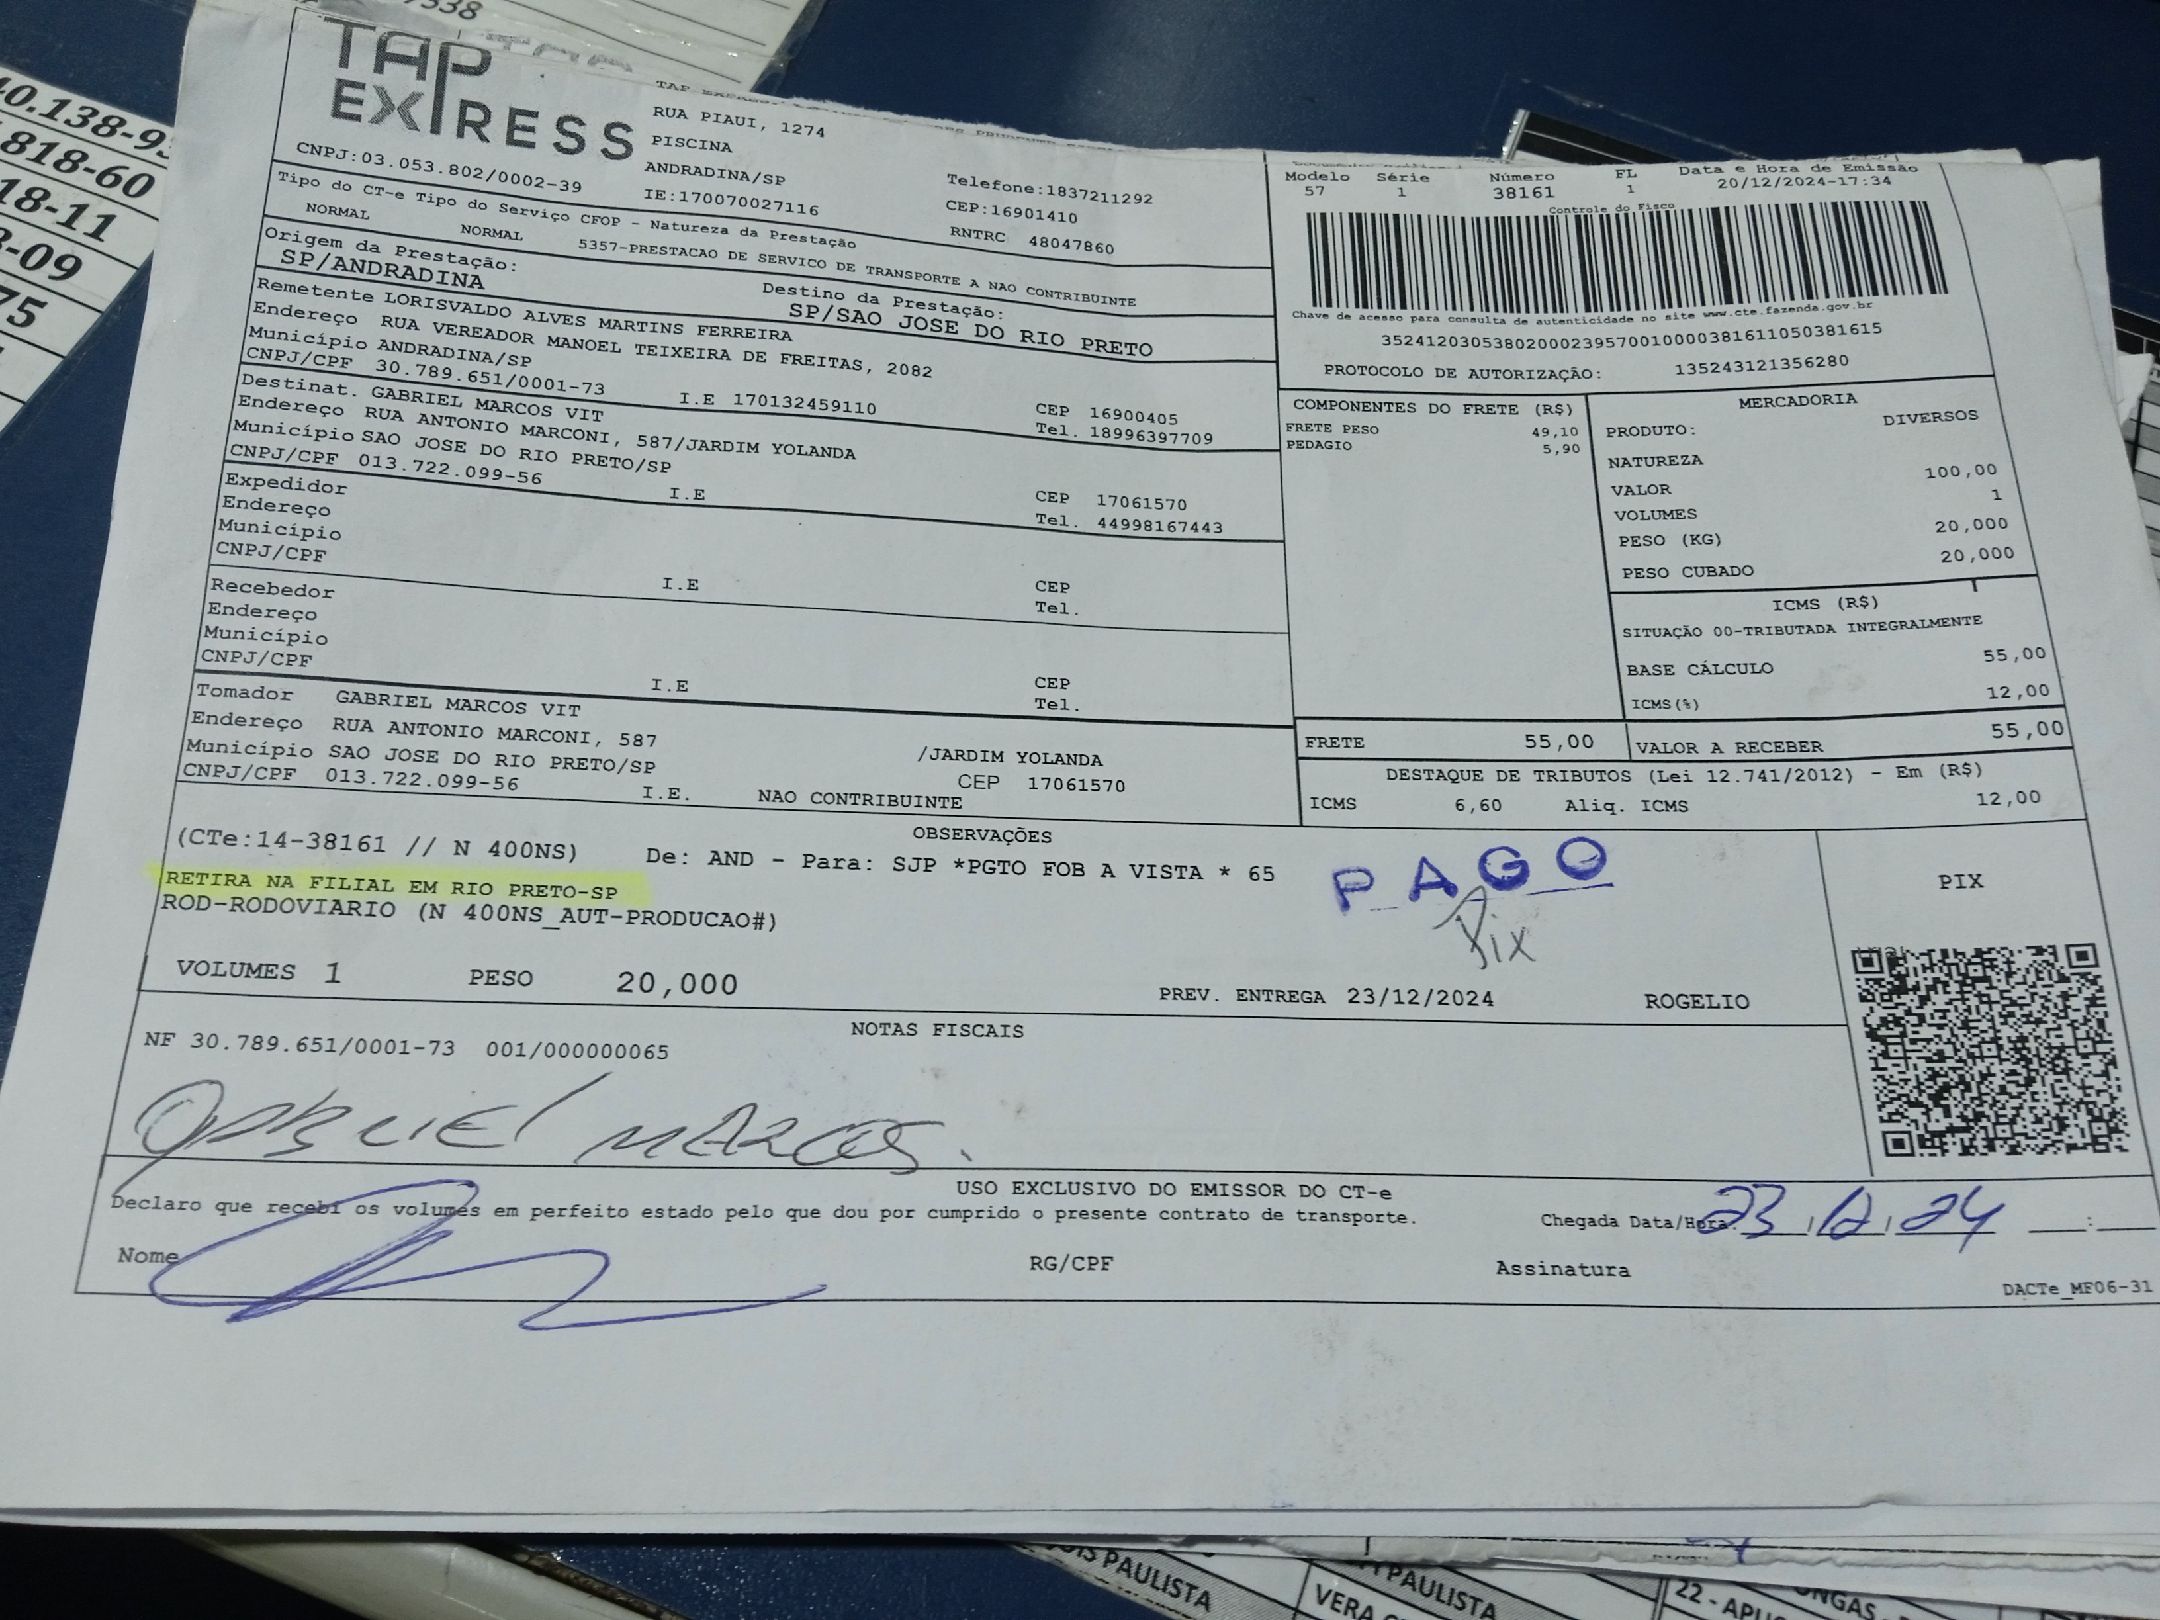 TAP
EXPRESS
CNPJ:03.053.802/0002-39
RUA PIAUI, 1274
PISCINA
ANDRADINA/SP
IE:170070027116
Telefone:1837211292
CEP:16901410
RNTRC 48047860
Modelo Série Número FL Data e Hora de Emissão
57 1 38161 1 20/12/2024-17:34
Controle do Fisco
Chave de acesso para consulta de autenticidade no site www.cte.fazenda.gov.br
35241203053802000239570010000381611050381615
PROTOCOLO DE AUTORIZAÇÃO: 135243121356280
Tipo do CT-e Tipo do Serviço CFOP - Natureza da Prestação
NORMAL NORMAL 5357-PRESTACAO DE SERVICO DE TRANSPORTE A NAO CONTRIBUINTE
Origem da Prestação: Destino da Prestação:
SP/ANDRADINA SP/SAO JOSE DO RIO PRETO
Remetente LORISVALDO ALVES MARTINS FERREIRA
Endereço RUA VEREADOR MANOEL TEIXEIRA DE FREITAS, 2082
Município ANDRADINA/SP CEP 16900405
CNPJ/CPF 30.789.651/0001-73 I.E 170132459110 Tel. 18996397709
Destinat. GABRIEL MARCOS VIT
Endereço RUA ANTONIO MARCONI, 587/JARDIM YOLANDA
Município SAO JOSE DO RIO PRETO/SP CEP 17061570
CNPJ/CPF 013.722.099-56 I.E Tel. 44998167443
Expedidor
Endereço
Município CEP
CNPJ/CPF I.E Tel.
Recebedor
Endereço
Município CEP
CNPJ/CPF I.E Tel.
Tomador GABRIEL MARCOS VIT
Endereço RUA ANTONIO MARCONI, 587 /JARDIM YOLANDA
Município SAO JOSE DO RIO PRETO/SP CEP 17061570
CNPJ/CPF 013.722.099-56 I.E. NAO CONTRIBUINTE
COMPONENTES DO FRETE (R$)
FRETE PESO 49,10
PEDAGIO 5,90
MERCADORIA
PRODUTO: DIVERSOS
NATUREZA
VALOR 100,00
VOLUMES 1
PESO (KG) 20,000
PESO CUBADO 20,000
ICMS (R$)
SITUAÇÃO 00-TRIBUTADA INTEGRALMENTE
BASE CÁLCULO 55,00
ICMS(%) 12,00
FRETE 55,00 VALOR A RECEBER 55,00
DESTAQUE DE TRIBUTOS (Lei 12.741/2012) - Em (R$)
ICMS 6,60 Aliq. ICMS 12,00
OBSERVAÇÕES
(CTe:14-38161 // N 400NS) De: AND - Para: SJP *PGTO FOB A VISTA * 65
RETIRA NA FILIAL EM RIO PRETO-SP
ROD-RODOVIARIO (N 400NS_AUT-PRODUCAO#)
PAGO
Pix
PIX
VOLUMES 1 PESO 20,000 PREV. ENTREGA 23/12/2024 ROGELIO
NOTAS FISCAIS
NF 30.789.651/0001-73 001/000000065
GABRIEL MARCOS.
USO EXCLUSIVO DO EMISSOR DO CT-e
Declaro que recebi os volumes em perfeito estado pelo que dou por cumprido o presente contrato de transporte. Chegada Data/Hora: 23/12/24 __:__
Nome RG/CPF Assinatura
DACTe_MF06-31
818-60
18-11
-09
75
PAULISTA
PAULISTA
VERA